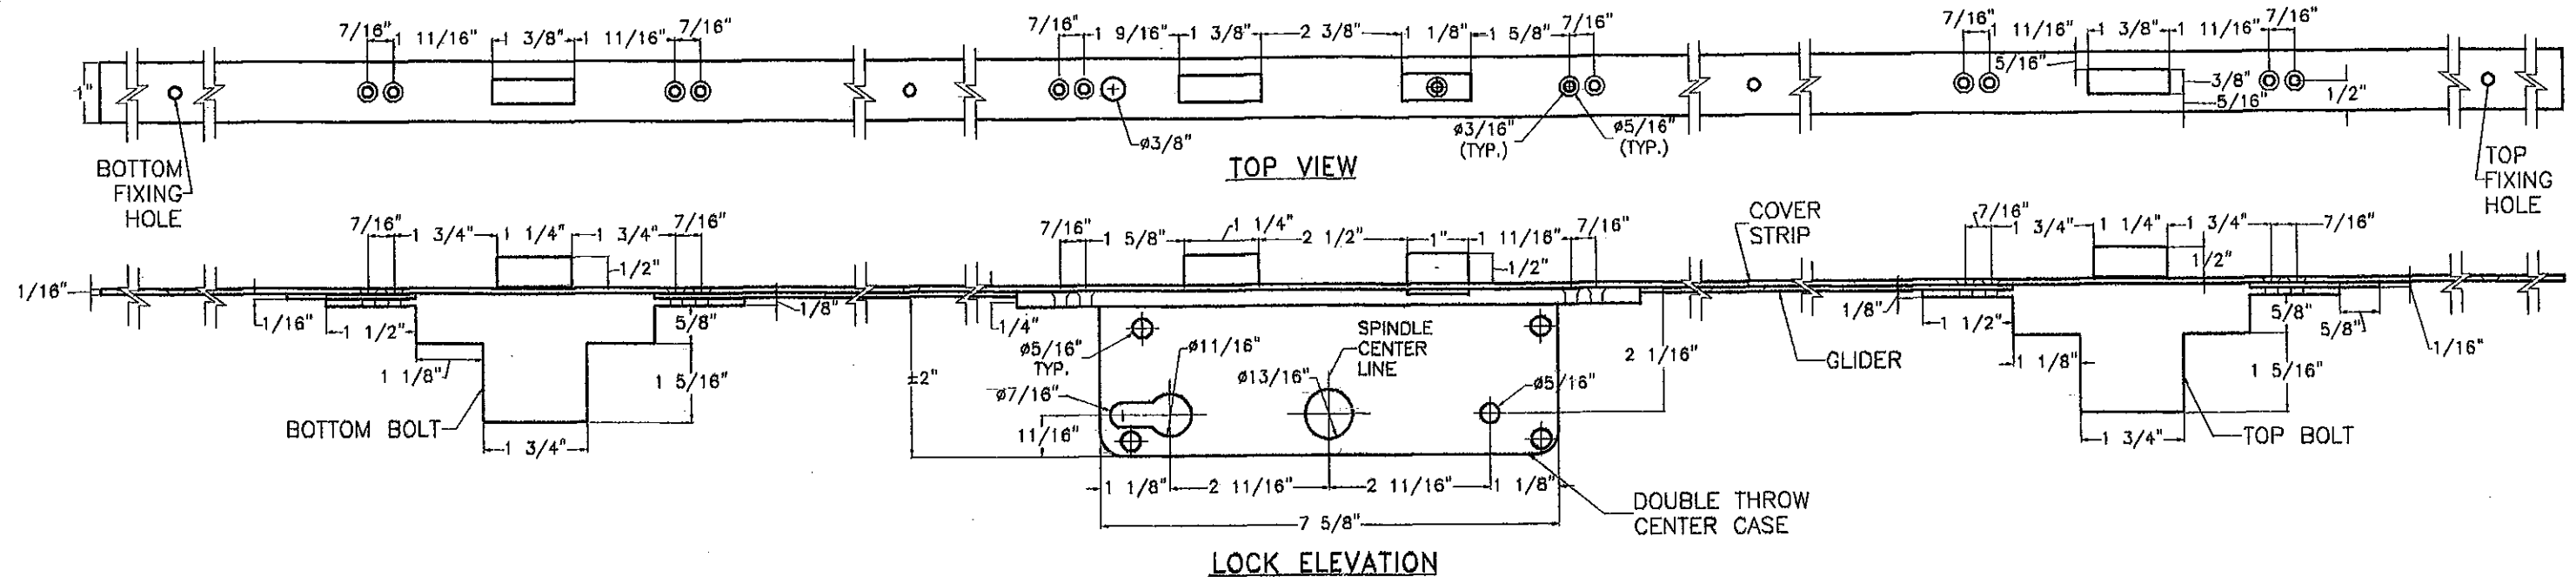 7/16" 1 11/16" 1 3/8" 1 11/16" 7/16"
7/16" 1 9/16" 1 3/8" 2 3/8" 1 1/8" 1 5/8" 7/16"
7/16" 1 11/16" 1 3/8" 1 11/16" 7/16"
1"
5/16"
3/8"
5/16"
1/2"
ø3/8"
ø3/16"
(TYP.)
ø5/16"
(TYP.)
BOTTOM
FIXING
HOLE
TOP VIEW
TOP
FIXING
HOLE
7/16" 1 3/4" 1 1/4" 1 3/4" 7/16"
7/16" 1 5/8" 1 1/4" 2 1/2" 1" 1 11/16" 7/16"
COVER
STRIP
7/16" 1 3/4" 1 1/4" 1 3/4" 7/16"
1/2"
1/2"
1/2"
1/16"
1/16"
1 1/2"
5/8"
1/8"
1 1/8"
1 5/16"
BOTTOM BOLT
1 3/4"
±2"
1/4"
ø5/16"
TYP.
ø11/16"
SPINDLE
CENTER
LINE
ø13/16"
ø7/16"
11/16"
ø5/16"
2 1/16"
GLIDER
1 1/8" 2 11/16" 2 11/16" 1 1/8"
7 5/8"
DOUBLE THROW
CENTER CASE
1/8"
1 1/2"
5/8"
5/8"
1/16"
1 1/8"
1 5/16"
1 3/4"
TOP BOLT
LOCK ELEVATION